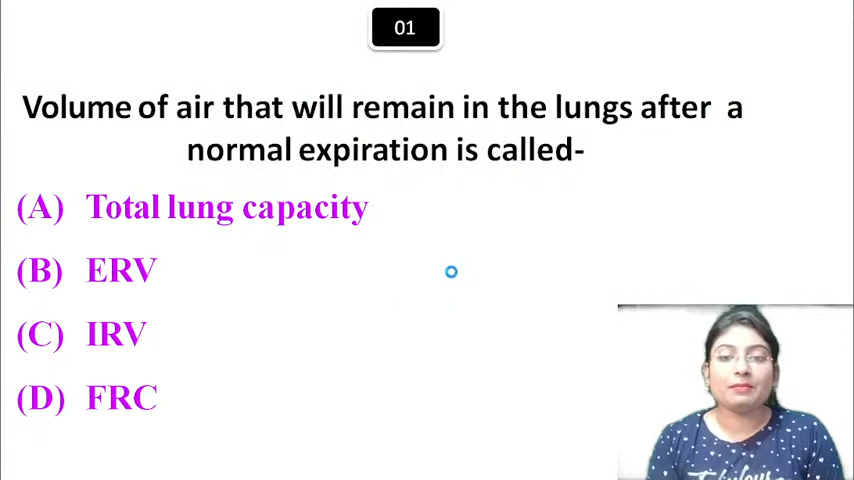 01
Volume of air that will remain in the lungs after a
normal expiration is called-
(A) Total lung capacity
(B) ERV
(C) IRV
(D) FRC
Fabulous